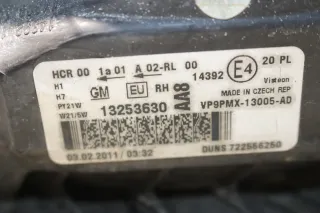 HCR 00 1a 01 A 02-RL 00
14392 E4 20 PL
H1
H7 GM EU RH AA8 Visteon
MADE IN CZECH REP
PY21W 13253630 VP9PMX-13005-AD
W21/5W
03.02.2011 / 03:32 DUNS 722566250